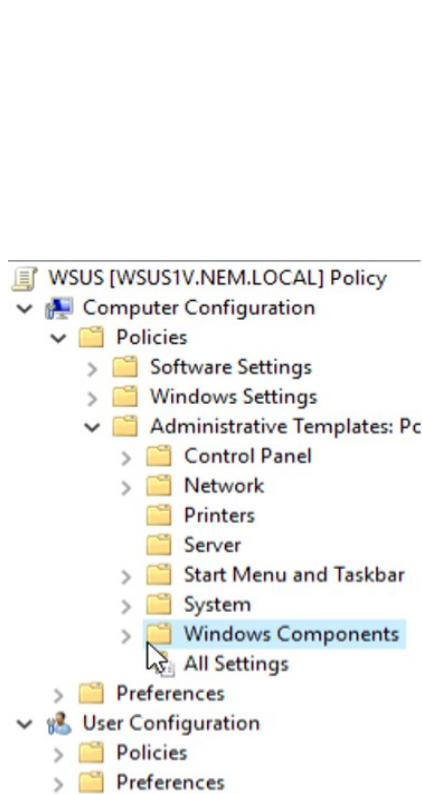 WSUS [WSUS1V.NEM.LOCAL] Policy
Computer Configuration
Policies
Software Settings
Windows Settings
Administrative Templates: Po
Control Panel
Network
Printers
Server
Start Menu and Taskbar
System
Windows Components
All Settings
Preferences
User Configuration
Policies
Preferences